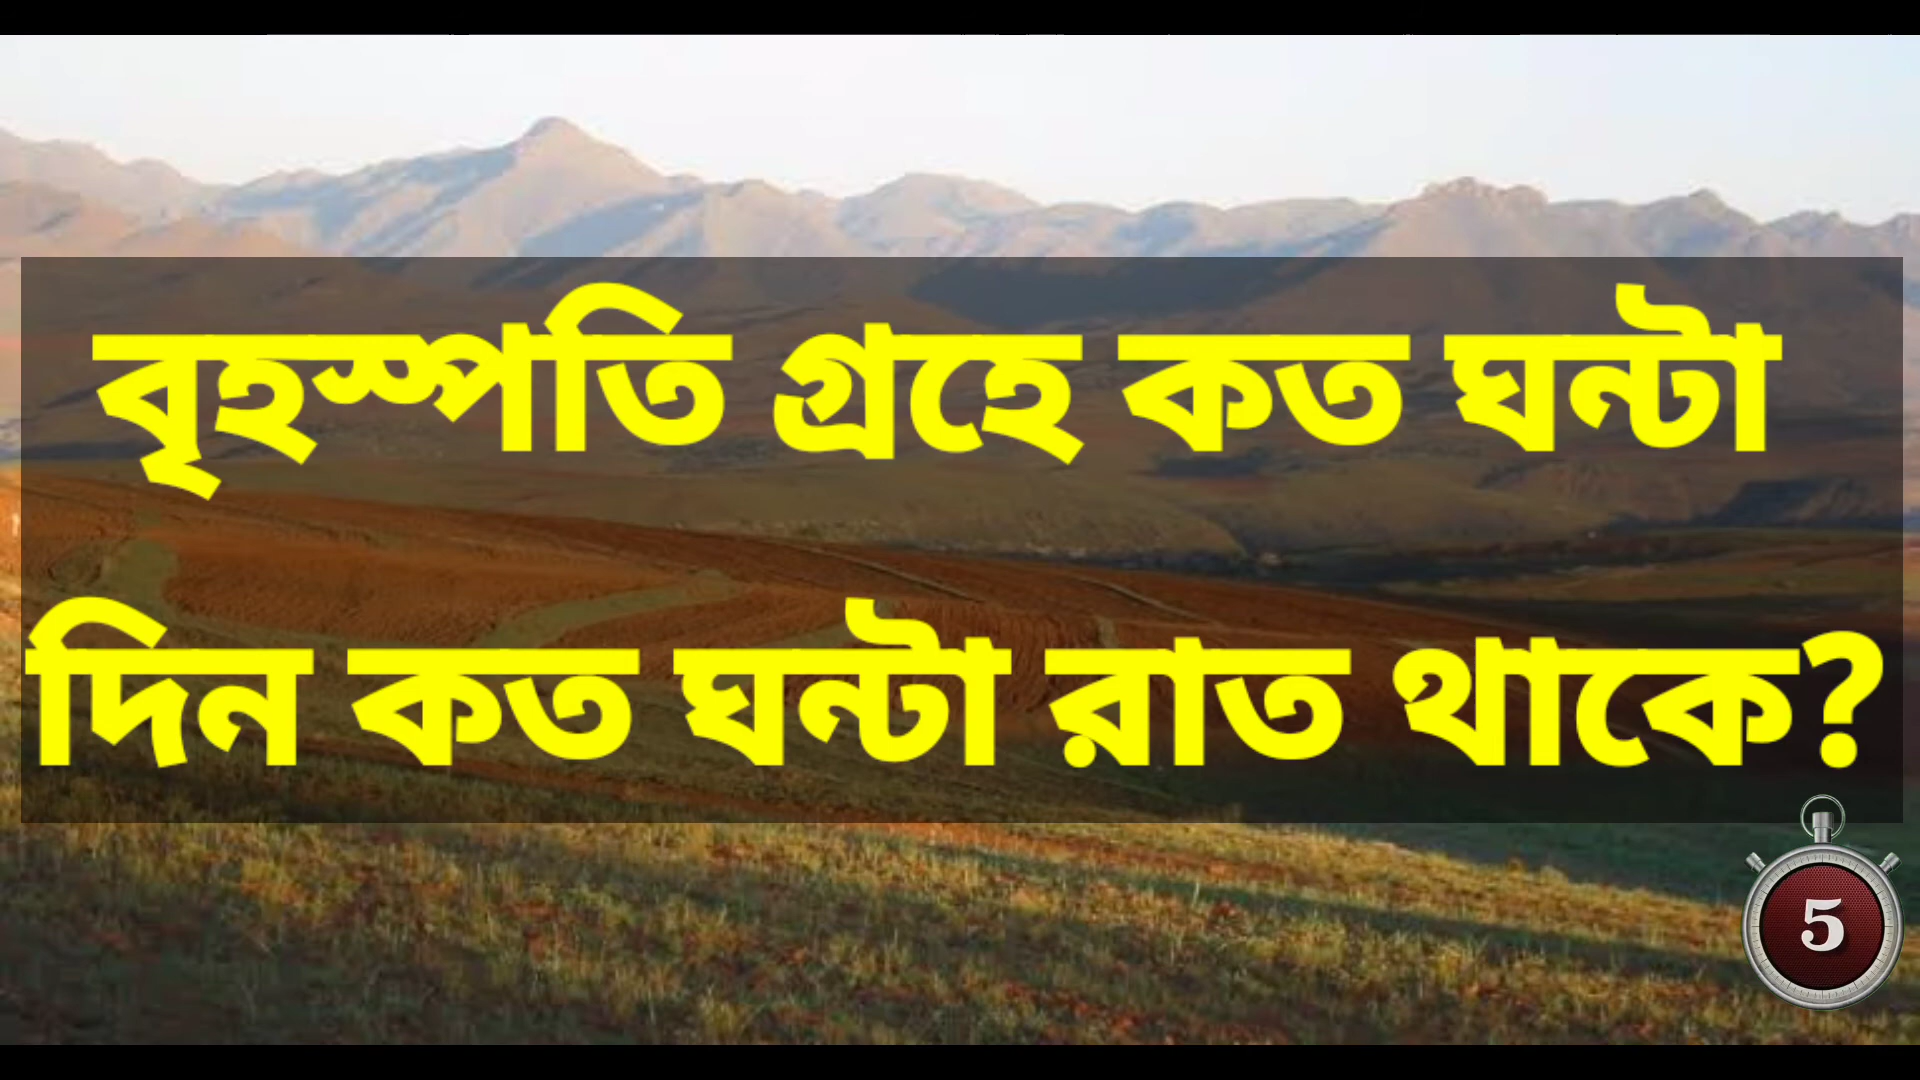 বৃহস্পতি গ্রহে কত ঘন্টা
দিন কত ঘন্টা রাত থাকে?
5